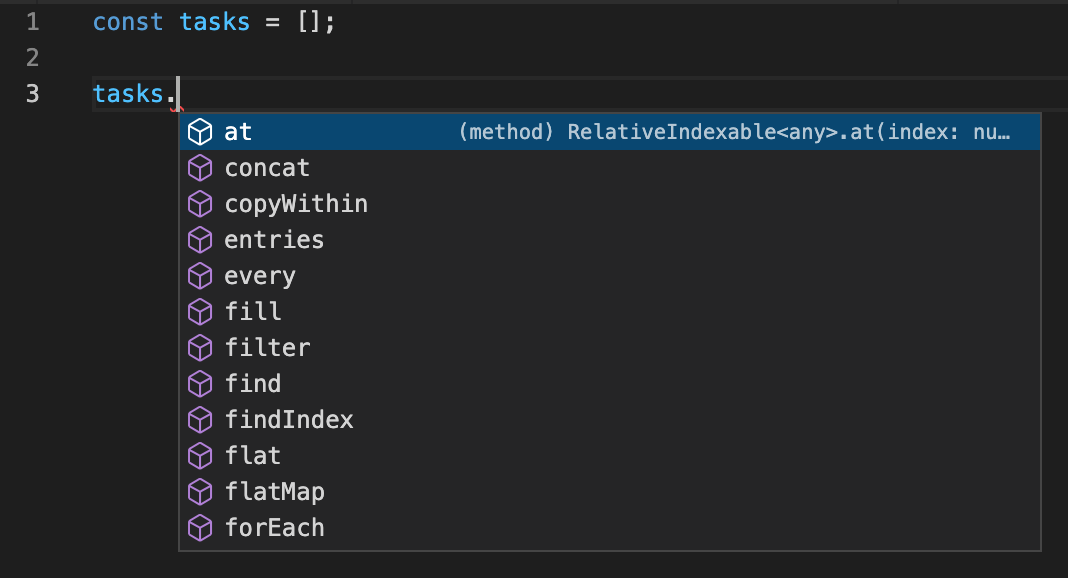 1 const tasks = [];
2
3 tasks.
at (method) RelativeIndexable<any>.at(index: nu…
concat
copyWithin
entries
every
fill
filter
find
findIndex
flat
flatMap
forEach